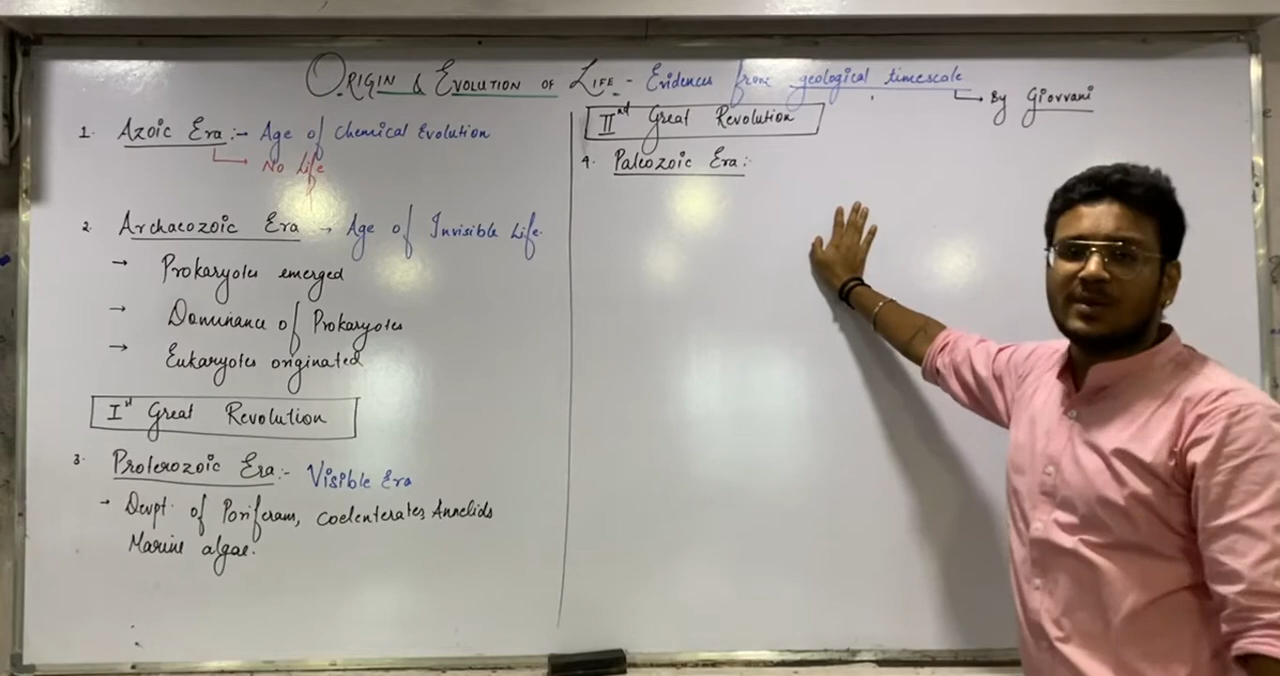 ORIGIN & EVOLUTION OF LIFE - Evidences from geological timescale
By Giovvani
1. Azoic Era:- Age of Chemical Evolution
No life
2. Archaeozoic Era → Age of Invisible Life.
→ Prokaryotes emerged
→ Dominance of Prokaryotes
→ Eukaryotes originated
Ist Great Revolution
3. Proterozoic Era:- Visible Era
- Devpt. of Poriferans, coelenterates, Annelids
Marine algae.
IInd Great Revolution
4. Paleozoic Era:-